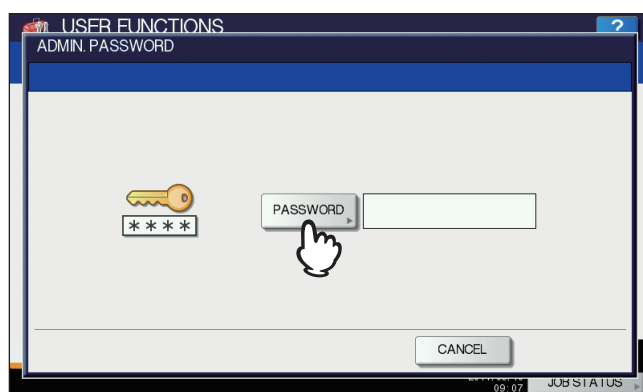 USER FUNCTIONS
?
ADMIN. PASSWORD
PASSWORD
****
CANCEL
09:07
JOB STATUS